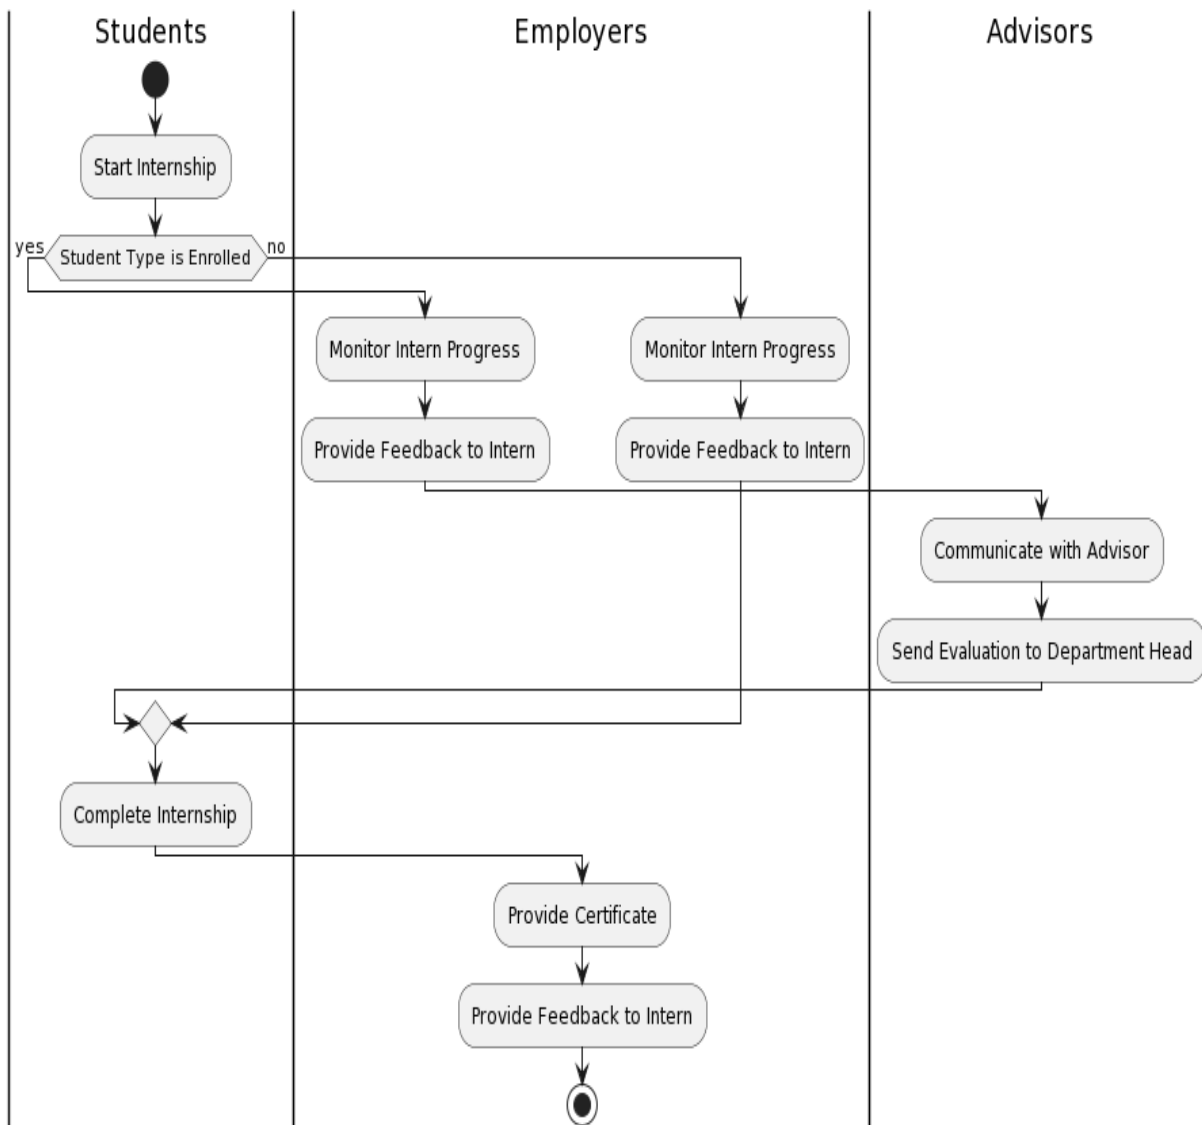 Students
Employers
Advisors
Start Internship
yes
Student Type is Enrolled
no
Monitor Intern Progress
Monitor Intern Progress
Provide Feedback to Intern
Provide Feedback to Intern
Communicate with Advisor
Send Evaluation to Department Head
Complete Internship
Provide Certificate
Provide Feedback to Intern